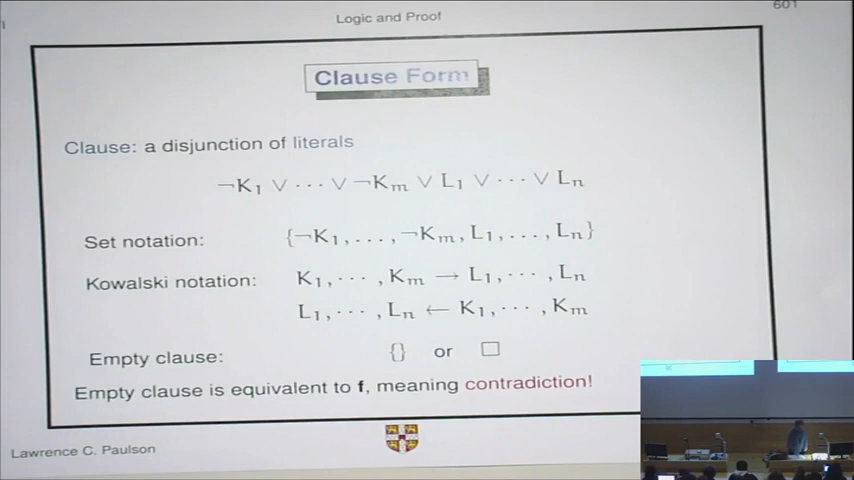 Logic and Proof
601
Clause Form
Clause: a disjunction of literals
¬K₁ ∨ ··· ∨ ¬Kₘ ∨ L₁ ∨ ··· ∨ Lₙ
Set notation: {¬K₁, . . . , ¬Kₘ, L₁, . . . , Lₙ}
Kowalski notation: K₁, ··· , Kₘ → L₁, ··· , Lₙ
L₁, ··· , Lₙ ← K₁, ··· , Kₘ
Empty clause: {} or □
Empty clause is equivalent to f, meaning contradiction!
Lawrence C. Paulson